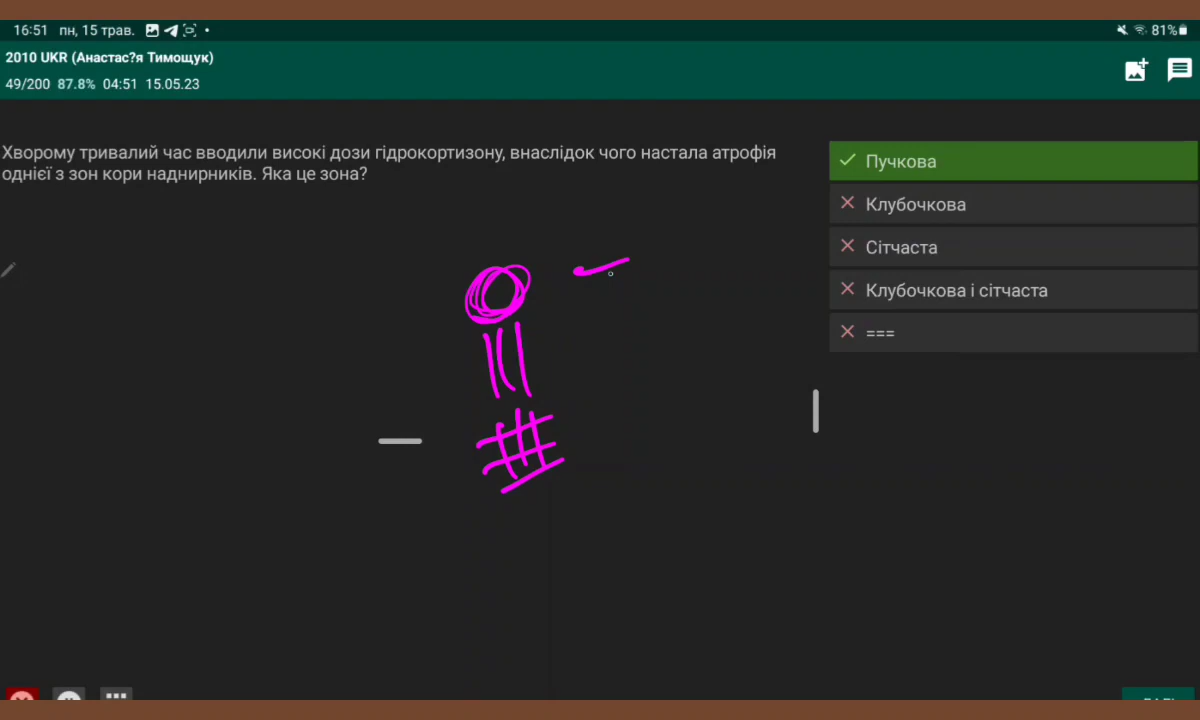 16:51 пн, 15 трав. 81%
2010 UKR (Анастас?я Тимощук)
49/200 87.8% 04:51 15.05.23
Хворому тривалий час вводили високі дози гідрокортизону, внаслідок чого настала атрофія
однієї з зон кори наднирників. Яка це зона?
Пучкова
Клубочкова
Сітчаста
Клубочкова і сітчаста
===